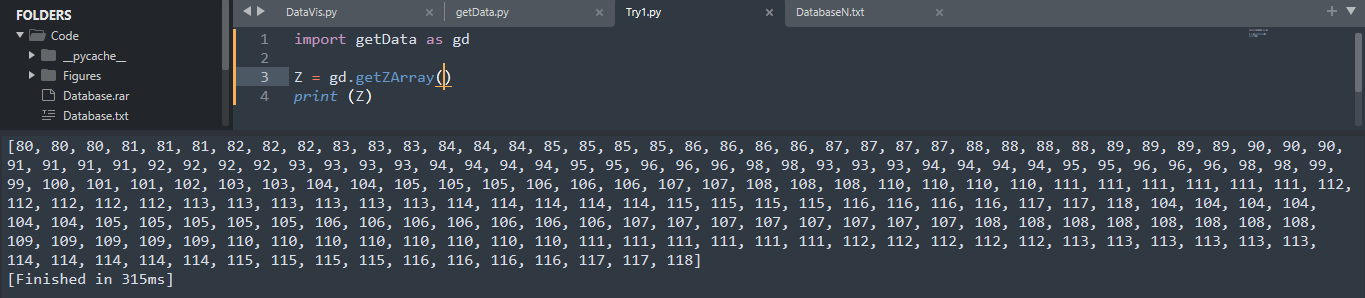 FOLDERS
Code
__pycache__
Figures
Database.rar
Database.txt
DataVis.py × getData.py × Try1.py × DatabaseN.txt ×
1 import getData as gd
2
3 Z = gd.getZArray()
4 print (Z)
[80, 80, 80, 81, 81, 81, 82, 82, 82, 83, 83, 83, 84, 84, 84, 85, 85, 85, 85, 86, 86, 86, 86, 87, 87, 87, 87, 88, 88, 88, 88, 89, 89, 89, 89, 90, 90, 90,
91, 91, 91, 91, 92, 92, 92, 92, 93, 93, 93, 93, 94, 94, 94, 94, 95, 95, 96, 96, 96, 98, 98, 93, 93, 93, 94, 94, 94, 94, 95, 95, 96, 96, 96, 98, 98, 99,
99, 100, 101, 101, 102, 103, 103, 104, 104, 105, 105, 105, 106, 106, 106, 107, 107, 108, 108, 108, 110, 110, 110, 110, 111, 111, 111, 111, 111, 111, 112,
112, 112, 112, 112, 113, 113, 113, 113, 113, 113, 114, 114, 114, 114, 114, 115, 115, 115, 115, 116, 116, 116, 116, 117, 117, 118, 104, 104, 104, 104,
104, 104, 105, 105, 105, 105, 105, 106, 106, 106, 106, 106, 106, 106, 107, 107, 107, 107, 107, 107, 107, 108, 108, 108, 108, 108, 108, 108, 108,
109, 109, 109, 109, 109, 110, 110, 110, 110, 110, 110, 110, 110, 111, 111, 111, 111, 111, 111, 112, 112, 112, 112, 112, 113, 113, 113, 113, 113, 113,
114, 114, 114, 114, 114, 115, 115, 115, 115, 116, 116, 116, 116, 117, 117, 118]
[Finished in 315ms]